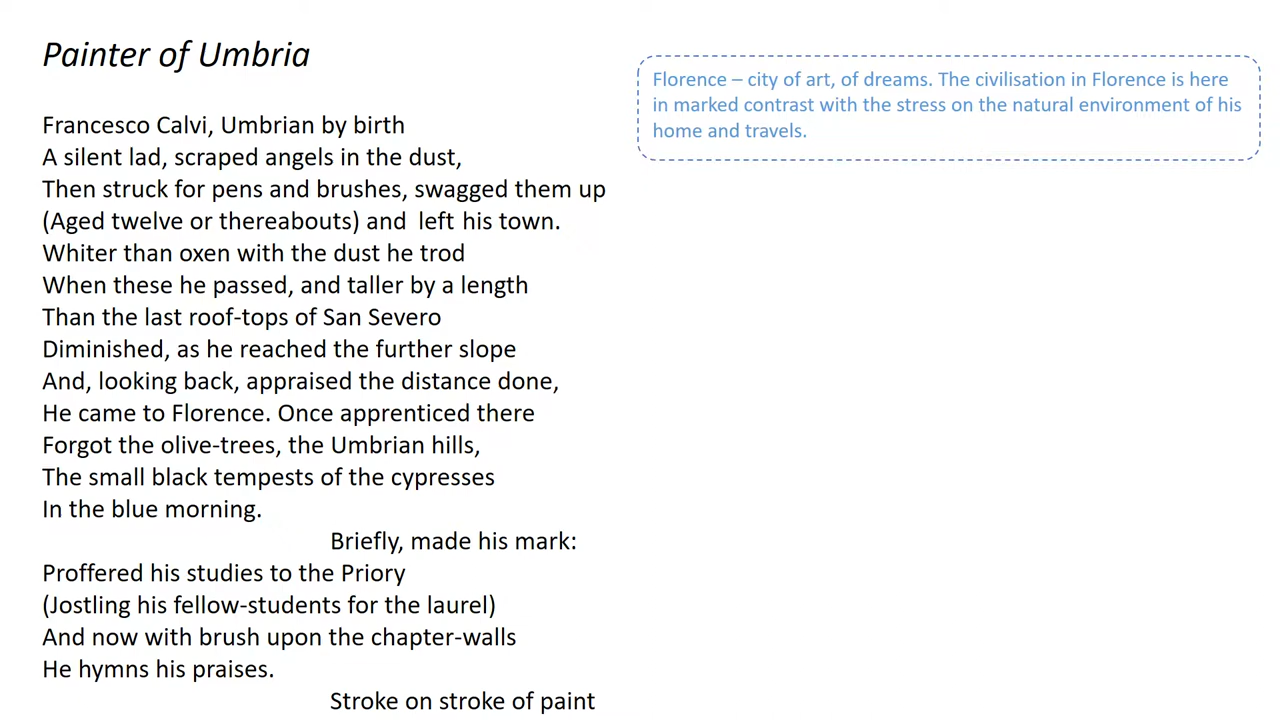 Painter of Umbria
Francesco Calvi, Umbrian by birth
A silent lad, scraped angels in the dust,
Then struck for pens and brushes, swagged them up
(Aged twelve or thereabouts) and left his town.
Whiter than oxen with the dust he trod
When these he passed, and taller by a length
Than the last roof-tops of San Severo
Diminished, as he reached the further slope
And, looking back, appraised the distance done,
He came to Florence. Once apprenticed there
Forgot the olive-trees, the Umbrian hills,
The small black tempests of the cypresses
In the blue morning.
Briefly, made his mark:
Proffered his studies to the Priory
(Jostling his fellow-students for the laurel)
And now with brush upon the chapter-walls
He hymns his praises.
Stroke on stroke of paint
Florence – city of art, of dreams. The civilisation in Florence is here
in marked contrast with the stress on the natural environment of his
home and travels.